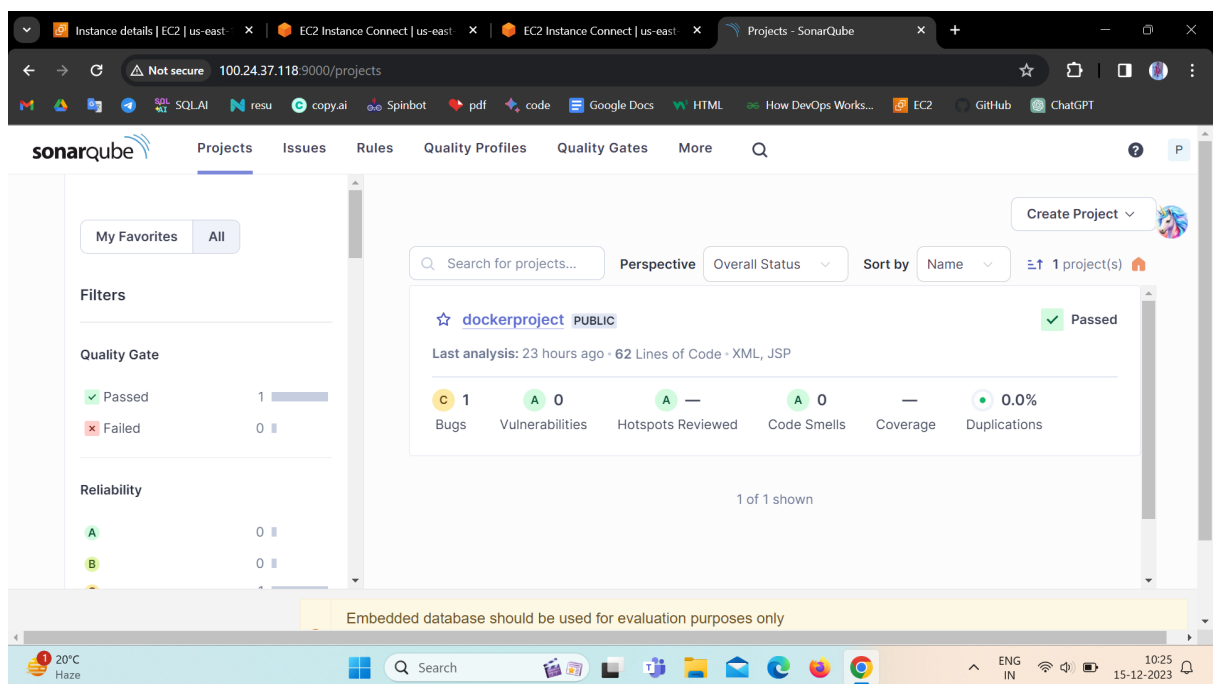 Instance details | EC2 | us-east-1
EC2 Instance Connect | us-east-
EC2 Instance Connect | us-east-
Projects - SonarQube
Not secure 100.24.37.118:9000/projects
SQL.AI resu copy.ai Spinbot pdf code Google Docs HTML How DevOps Works... EC2 GitHub ChatGPT
sonarqube Projects Issues Rules Quality Profiles Quality Gates More ? P
My Favorites All
Create Project
Search for projects... Perspective Overall Status Sort by Name 1 project(s)
Filters
Quality Gate
Passed 1
Failed 0
Reliability
A 0
B 0
dockerproject PUBLIC Passed
Last analysis: 23 hours ago • 62 Lines of Code • XML, JSP
C 1 A 0 A — A 0 — 0.0%
Bugs Vulnerabilities Hotspots Reviewed Code Smells Coverage Duplications
1 of 1 shown
Embedded database should be used for evaluation purposes only
1 20°C
Haze
Search
ENG
IN
10:25
15-12-2023